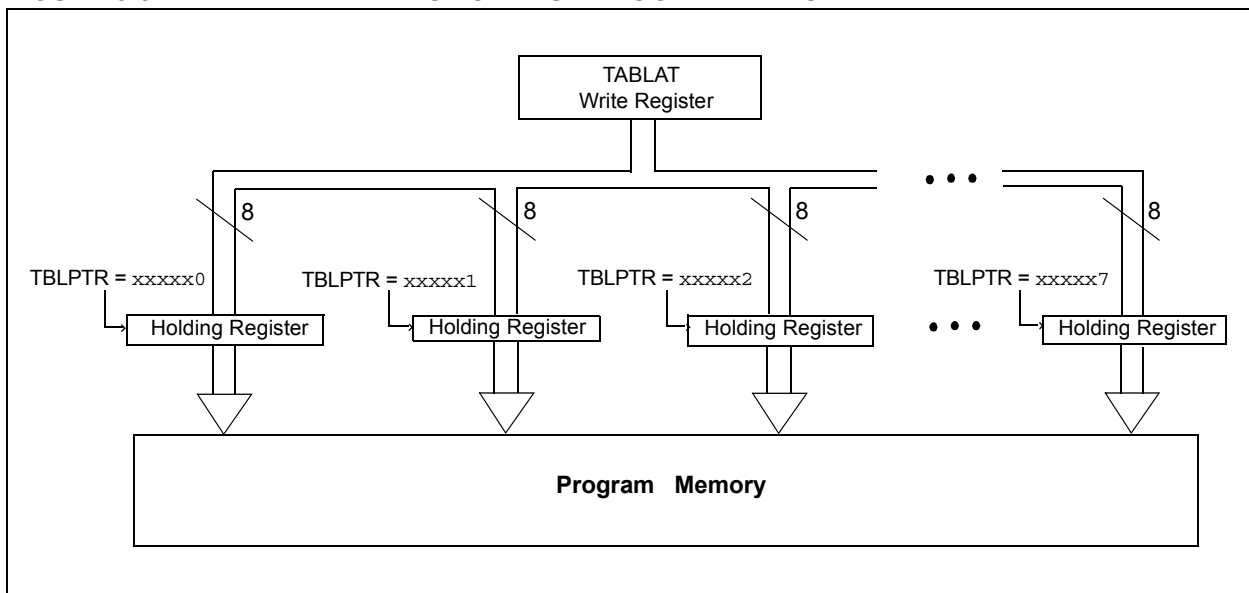 TABLAT
Write Register
8
8
8
8
TBLPTR = xxxxx0
TBLPTR = xxxxx1
TBLPTR = xxxxx2
TBLPTR = xxxxx7
Holding Register
Holding Register
Holding Register
Holding Register
Program Memory